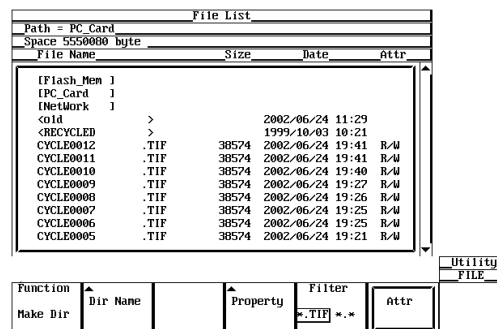 File List
Path = PC_Card
Space 5550080 byte
File Name Size Date Attr
[Flash_Mem ]
[PC_Card ]
[NetWork ]
<old > 2002/06/24 11:29
<RECYCLED > 1999/10/03 10:21
CYCLE0012 .TIF 38574 2002/06/24 19:41 R/W
CYCLE0011 .TIF 38574 2002/06/24 19:41 R/W
CYCLE0010 .TIF 38574 2002/06/24 19:40 R/W
CYCLE0009 .TIF 38574 2002/06/24 19:27 R/W
CYCLE0008 .TIF 38574 2002/06/24 19:26 R/W
CYCLE0007 .TIF 38574 2002/06/24 19:25 R/W
CYCLE0006 .TIF 38574 2002/06/24 19:25 R/W
CYCLE0005 .TIF 38574 2002/06/24 19:21 R/W
Utility
FILE
Function
Make Dir
Dir Name
Property
Filter
*.TIF *.*
Attr